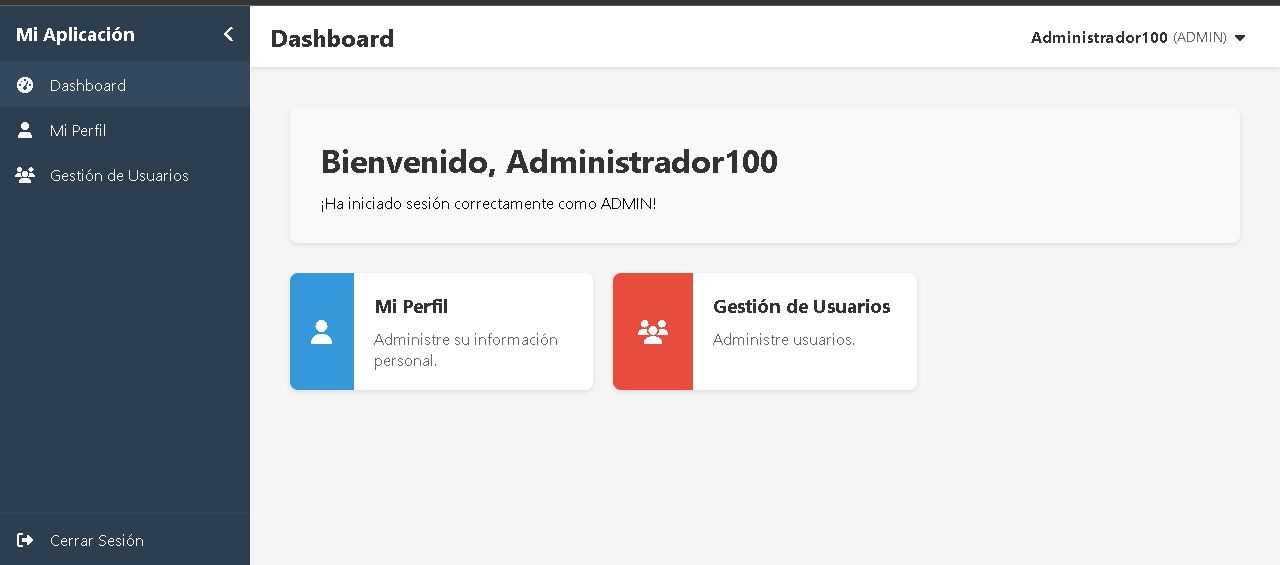 Mi Aplicación
Dashboard
Mi Perfil
Gestión de Usuarios
Cerrar Sesión
Dashboard
Administrador100 (ADMIN)
Bienvenido, Administrador100
¡Ha iniciado sesión correctamente como ADMIN!
Mi Perfil
Administre su información
personal.
Gestión de Usuarios
Administre usuarios.